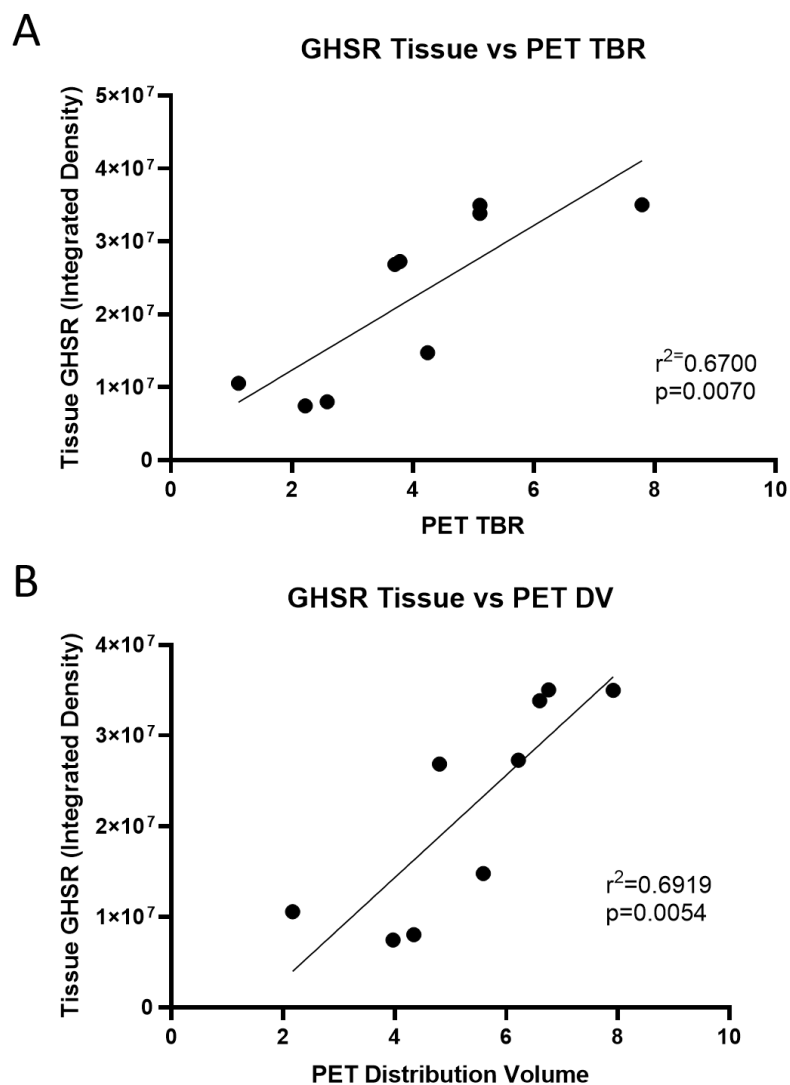 A
GHSR Tissue vs PET TBR
Tissue GHSR (Integrated Density)
5×10⁷
4×10⁷
3×10⁷
2×10⁷
1×10⁷
0
0 2 4 6 8 10
PET TBR
r²⁼0.6700
p=0.0070
B
GHSR Tissue vs PET DV
Tissue GHSR (Integrated Density)
4×10⁷
3×10⁷
2×10⁷
1×10⁷
0
0 2 4 6 8 10
PET Distribution Volume
r²=0.6919
p=0.0054